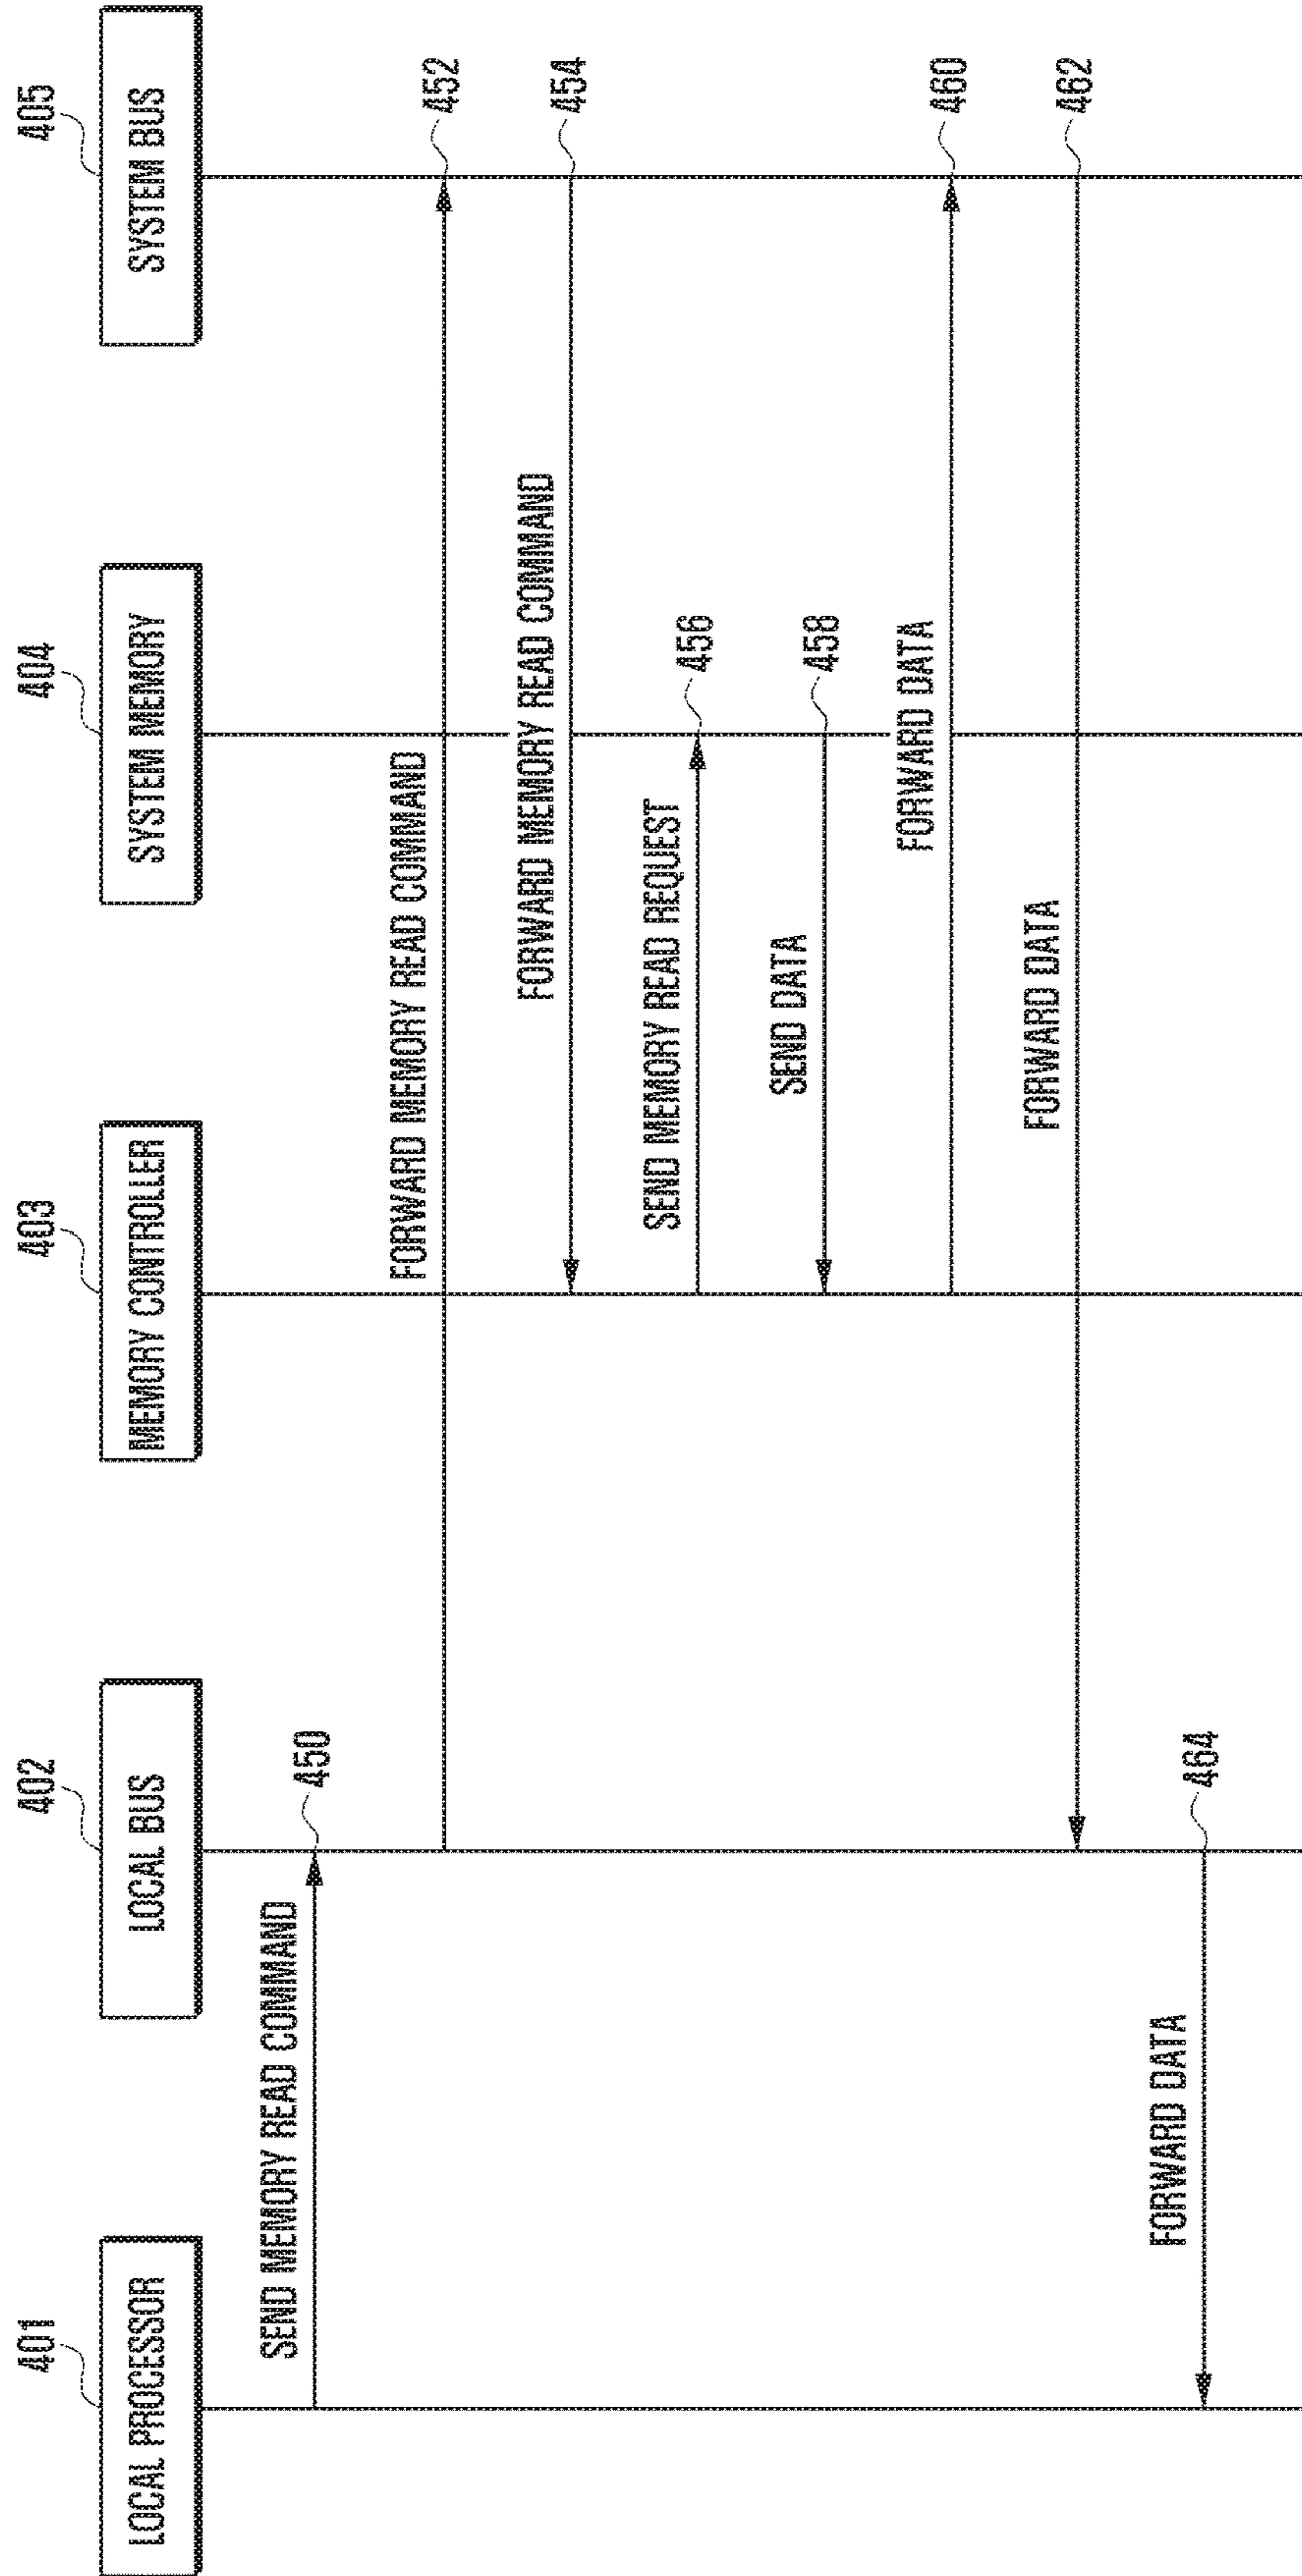 401
LOCAL PROCESSOR
402
LOCAL BUS
403
MEMORY CONTROLLER
404
SYSTEM MEMORY
405
SYSTEM BUS
SEND MEMORY READ COMMAND
450
FORWARD MEMORY READ COMMAND
452
FORWARD MEMORY READ COMMAND
454
SEND MEMORY READ REQUEST
456
SEND DATA
458
FORWARD DATA
460
FORWARD DATA
462
FORWARD DATA
464